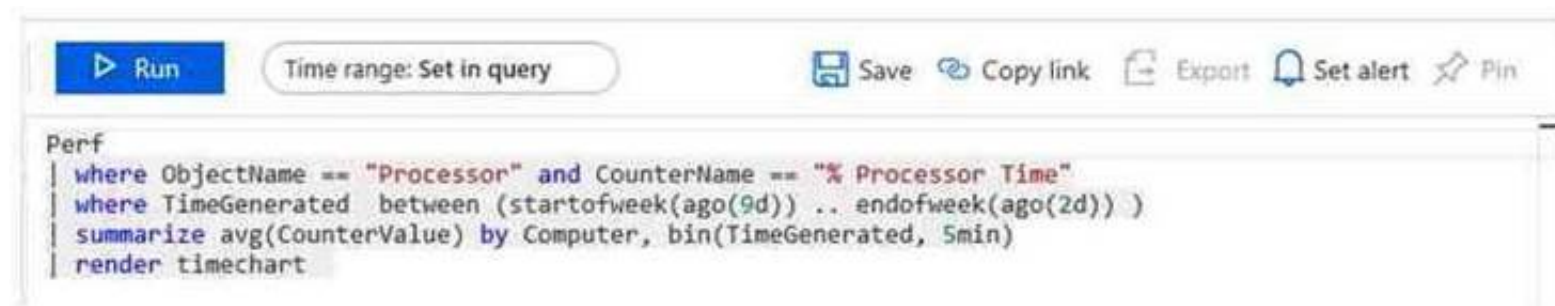 Run Time range: Set in query Save Copy link Export Set alert Pin
Perf
| where ObjectName == "Processor" and CounterName == "% Processor Time"
| where TimeGenerated between (startofweek(ago(9d)) .. endofweek(ago(2d)) )
| summarize avg(CounterValue) by Computer, bin(TimeGenerated, 5min)
| render timechart